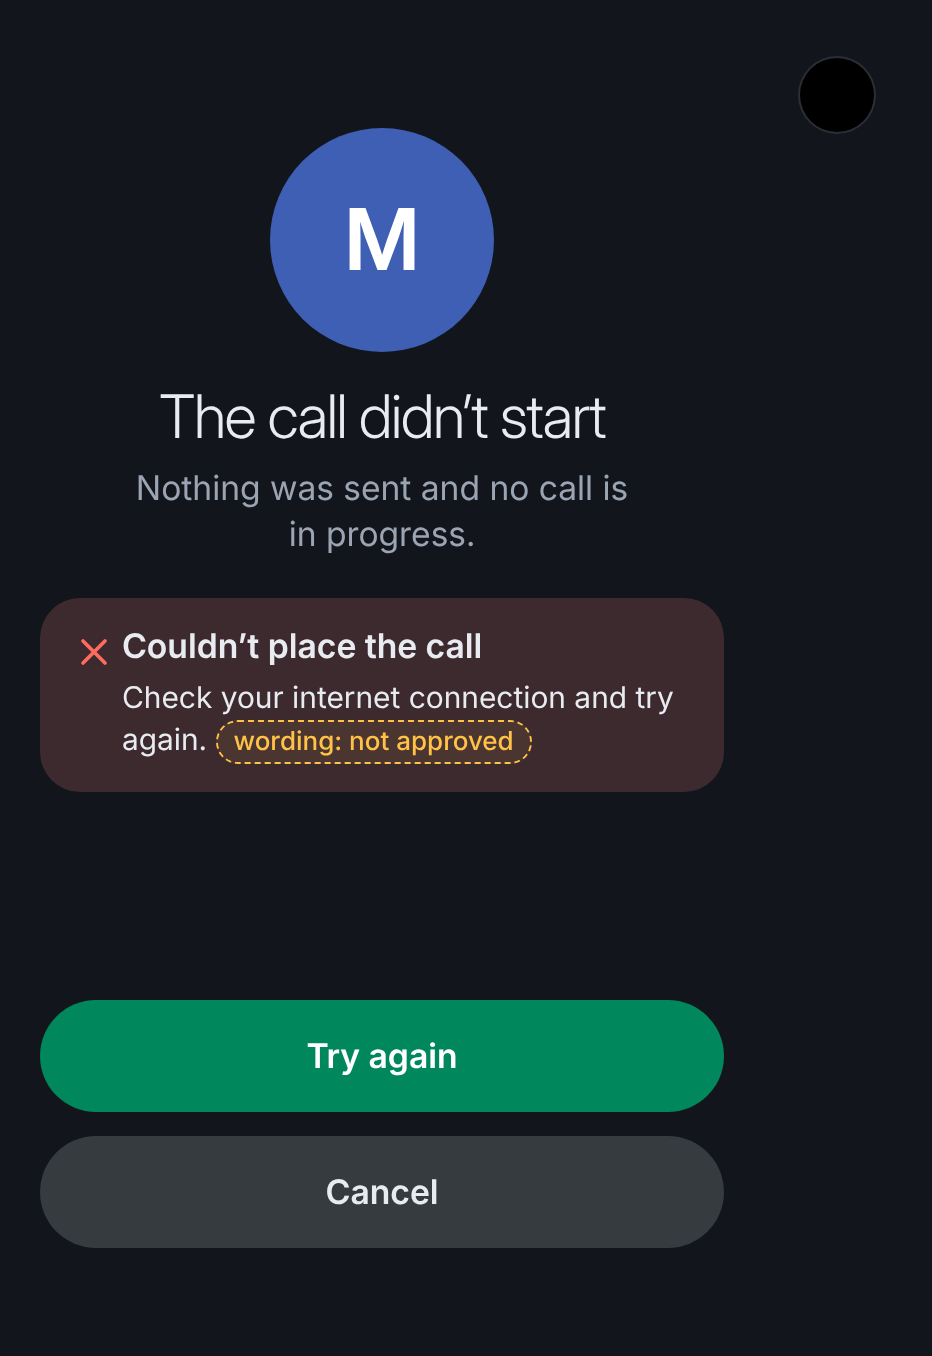 M
The call didn’t start
Nothing was sent and no call is
in progress.
Couldn’t place the call
Check your internet connection and try
again. wording: not approved
Try again
Cancel